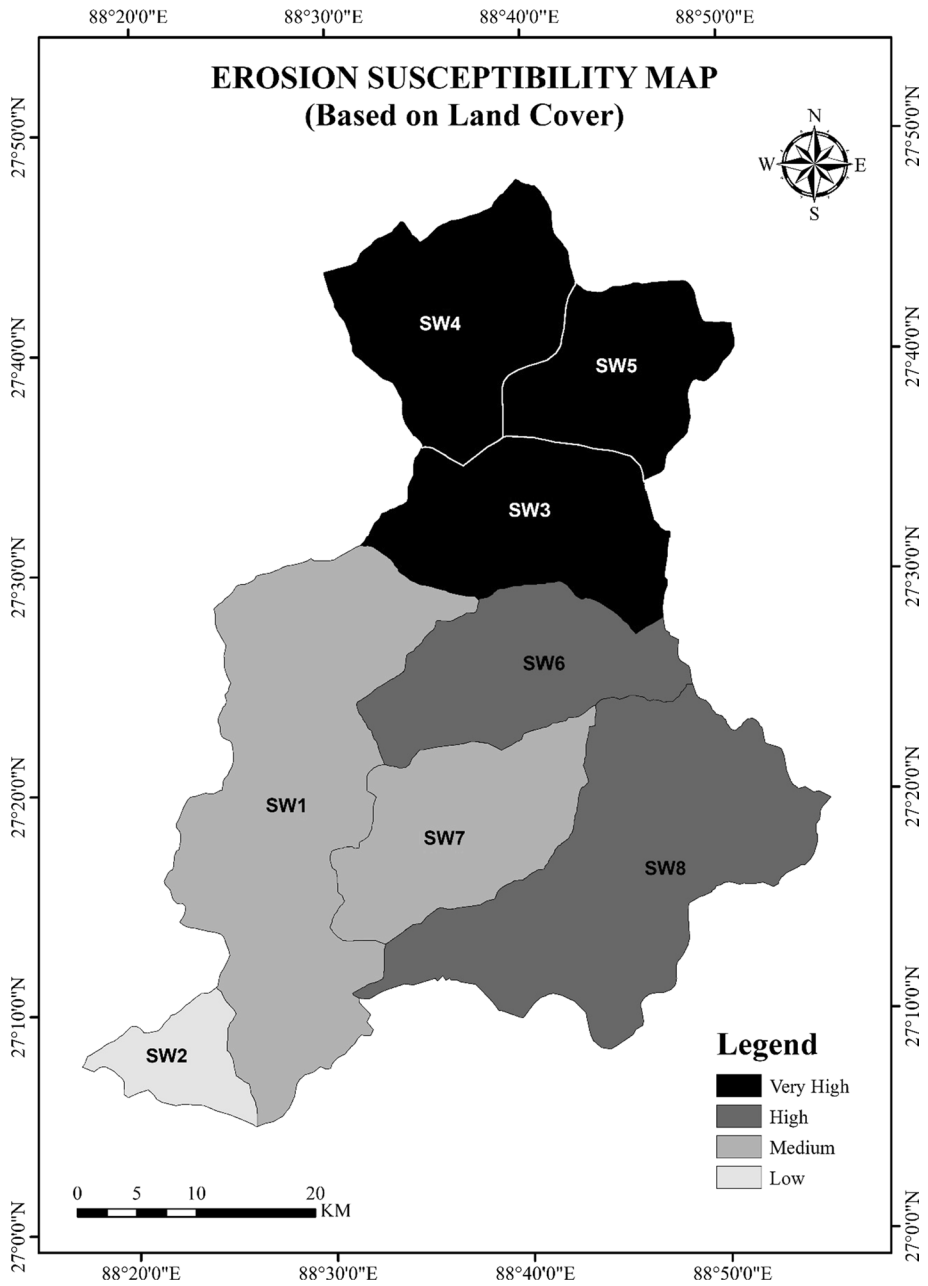 88°20'0"E 88°30'0"E 88°40'0"E 88°50'0"E
EROSION SUSCEPTIBILITY MAP
(Based on Land Cover)
N
W E
S
27°50'0"N 27°50'0"N
SW4
27°40'0"N 27°40'0"N
SW5
SW3
27°30'0"N 27°30'0"N
SW6
27°20'0"N 27°20'0"N
SW1
SW7
SW8
27°10'0"N 27°10'0"N
SW2
Legend
Very High
High
Medium
Low
0 5 10 20
KM
27°0'0"N 27°0'0"N
88°20'0"E 88°30'0"E 88°40'0"E 88°50'0"E